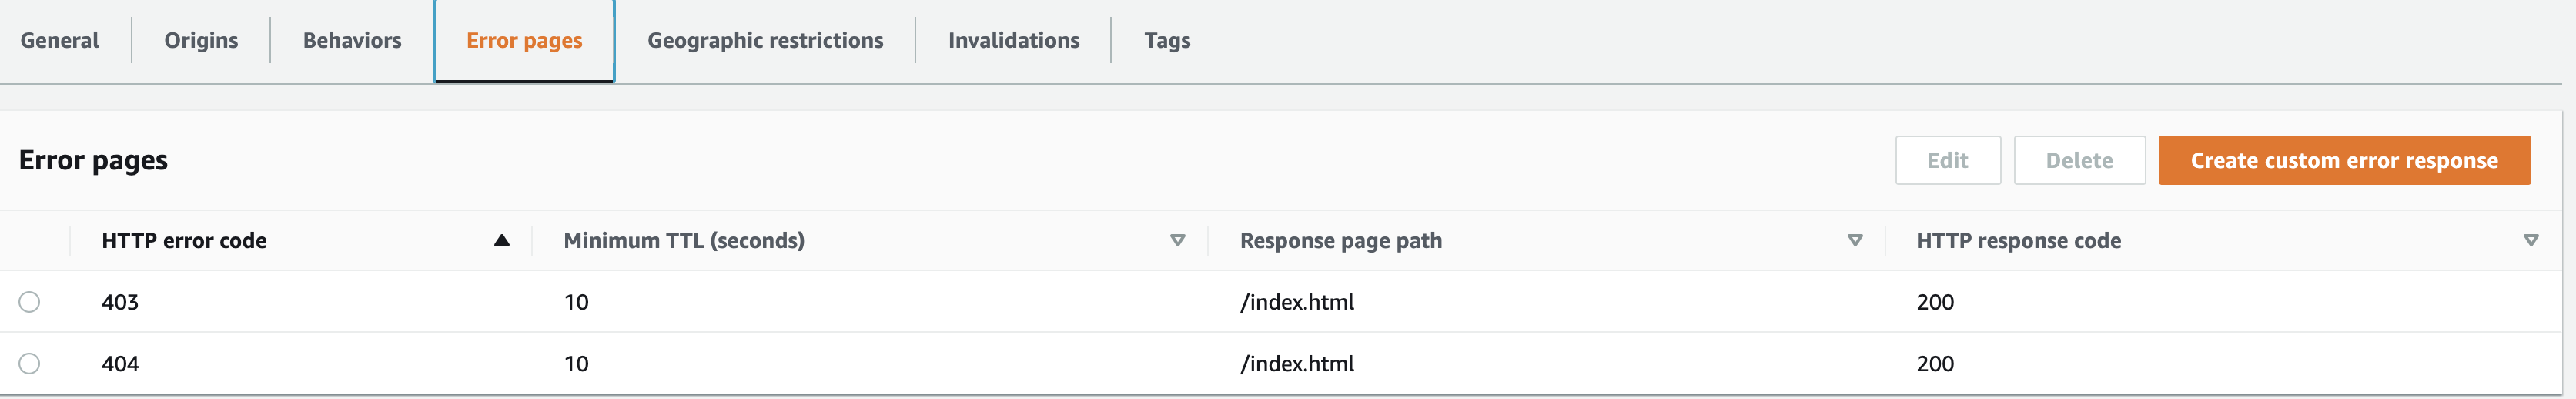 General Origins Behaviors Error pages Geographic restrictions Invalidations Tags
Error pages Edit Delete Create custom error response
HTTP error code Minimum TTL (seconds) Response page path HTTP response code
403 10 /index.html 200
404 10 /index.html 200